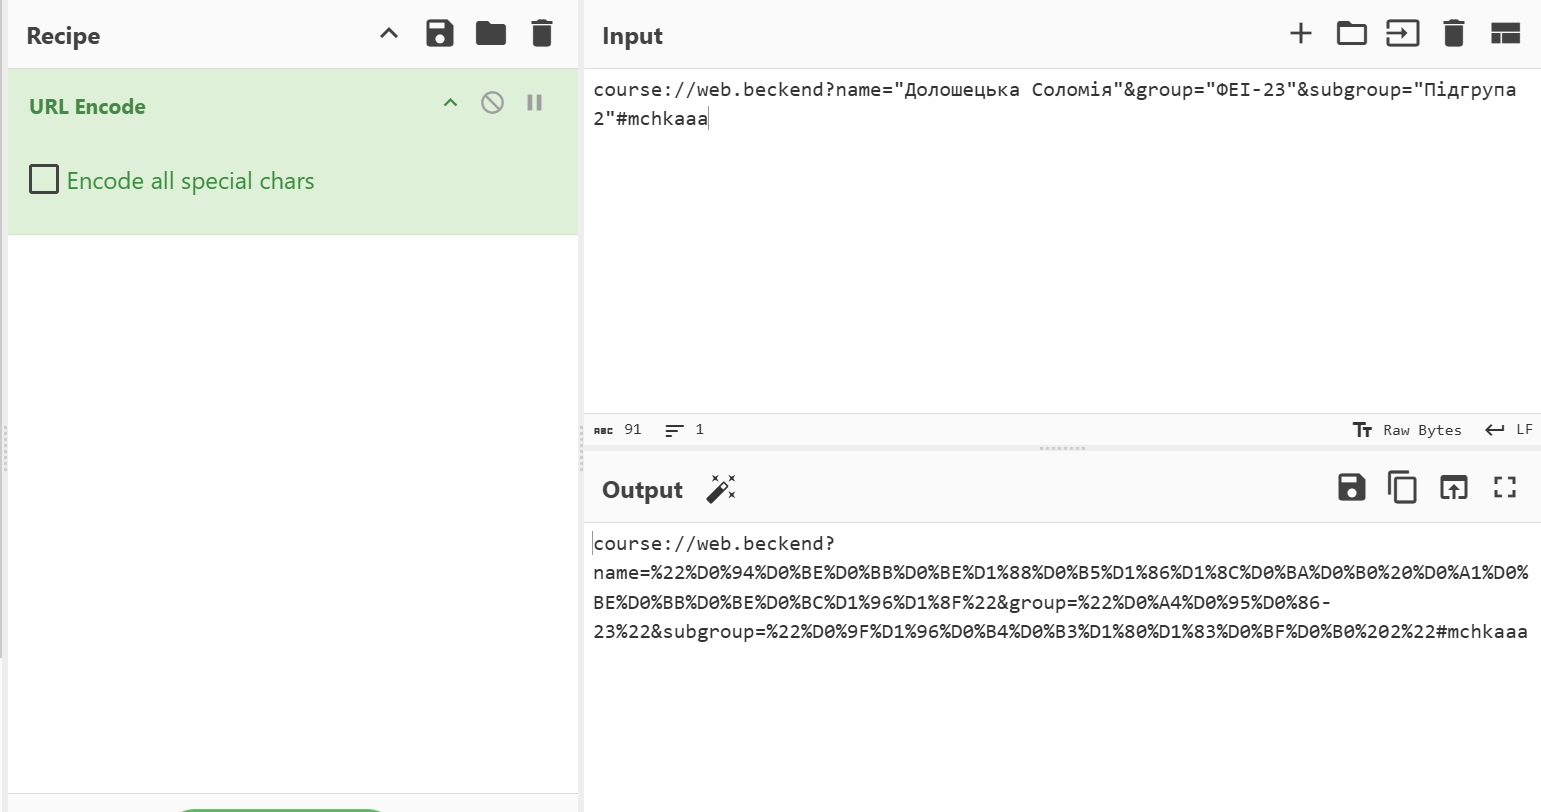 Recipe
URL Encode
Encode all special chars
Input
course://web.beckend?name="Долошецька Соломія"&group="ФЕІ-23"&subgroup="Підгрупа
2"#mchkaaa
ABC 91 1 Raw Bytes LF
Output
course://web.beckend?
name=%22%D0%94%D0%BE%D0%BB%D0%BE%D1%88%D0%B5%D1%86%D1%8C%D0%BA%D0%B0%20%D0%A1%D0%
BE%D0%BB%D0%BE%D0%BC%D1%96%D1%8F%22&group=%22%D0%A4%D0%95%D0%86-
23%22&subgroup=%22%D0%9F%D1%96%D0%B4%D0%B3%D1%80%D1%83%D0%BF%D0%B0%202%22#mchkaaa